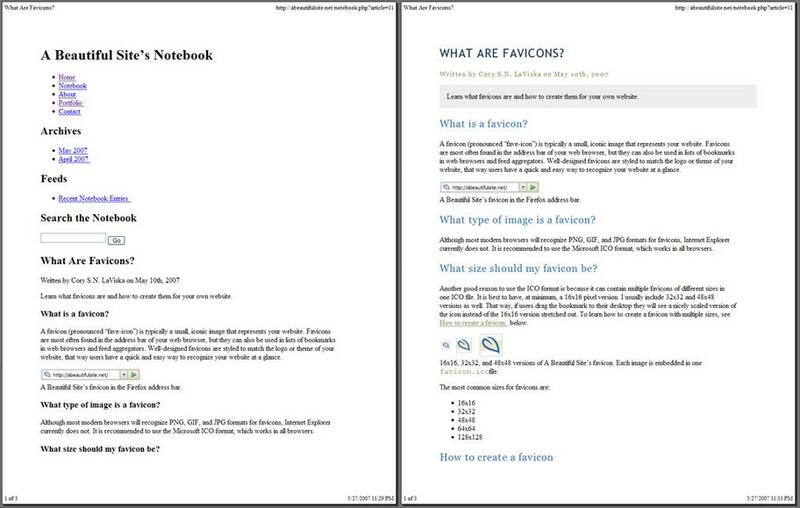 What Are Favicons?
http://abeautifulsite.net/notebook.php?article=11
A Beautiful Site's Notebook
Home
Notebook
About
Portfolio
Contact
Archives
May 2007
April 2007
Feeds
Recent Notebook Entries
Search the Notebook
Go
What Are Favicons?
Written by Cory S.N. LaViska on May 10th, 2007
Learn what favicons are and how to create them for your own website.
What is a favicon?
A favicon (pronounced "fave-icon") is typically a small, iconic image that represents your website. Favicons
are most often found in the address bar of your web browser, but they can also be used in lists of bookmarks
in web browsers and feed aggregators. Well-designed favicons are styled to match the logo or theme of your
website, that way users have a quick and easy way to recognize your website at a glance.
http://abeautifulsite.net/
A Beautiful Site's favicon in the Firefox address bar.
What type of image is a favicon?
Although most modern browsers will recognize PNG, GIF, and JPG formats for favicons, Internet Explorer
currently does not. It is recommended to use the Microsoft ICO format, which works in all browsers.
What size should my favicon be?
1 of 3
5/27/2007 11:29 PM
What Are Favicons?
http://abeautifulsite.net/notebook.php?article=11
WHAT ARE FAVICONS?
Written by Cory S.N. LaViska on May 10th, 2007
Learn what favicons are and how to create them for your own website.
What is a favicon?
A favicon (pronounced "fave-icon") is typically a small, iconic image that represents your website. Favicons
are most often found in the address bar of your web browser, but they can also be used in lists of bookmarks
in web browsers and feed aggregators. Well-designed favicons are styled to match the logo or theme of your
website, that way users have a quick and easy way to recognize your website at a glance.
http://abeautifulsite.net/
A Beautiful Site's favicon in the Firefox address bar.
What type of image is a favicon?
Although most modern browsers will recognize PNG, GIF, and JPG formats for favicons, Internet Explorer
currently does not. It is recommended to use the Microsoft ICO format, which works in all browsers.
What size should my favicon be?
Another good reason to use the ICO format is because it can contain multiple favicons of different sizes in
one ICO file. It is best to have, at minimum, a 16x16 pixel version. I usually include 32x32 and 48x48
versions as well. That way, if users drag the bookmark to their desktop they will see a nicely scaled version of
the icon instead of the 16x16 version stretched out. To learn how to create a favicon with multiple sizes, see
How to create a favicon below.
16x16, 32x32, and 48x48 versions of A Beautiful Site's favicon. Each image is embedded in one
favicon.ico file.
The most common sizes for favicons are:
16x16
32x32
48x48
64x64
128x128
How to create a favicon
1 of 3
5/27/2007 11:33 PM